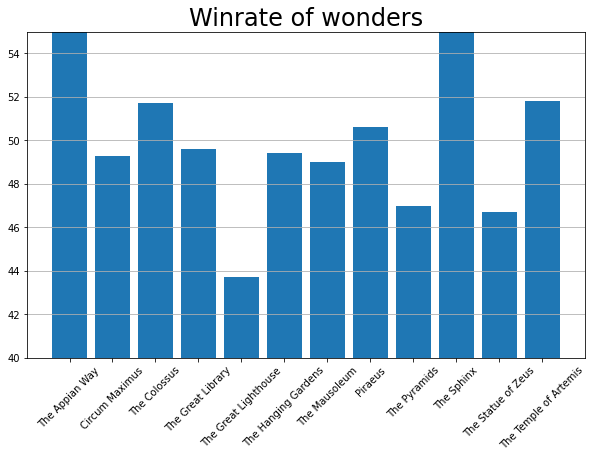 Winrate of wonders
54
52
50
48
46
44
42
40
The Appian Way
Circum Maximus
The Colossus
The Great Library
The Great Lighthouse
The Hanging Gardens
The Mausoleum
Piraeus
The Pyramids
The Sphinx
The Statue of Zeus
The Temple of Artemis